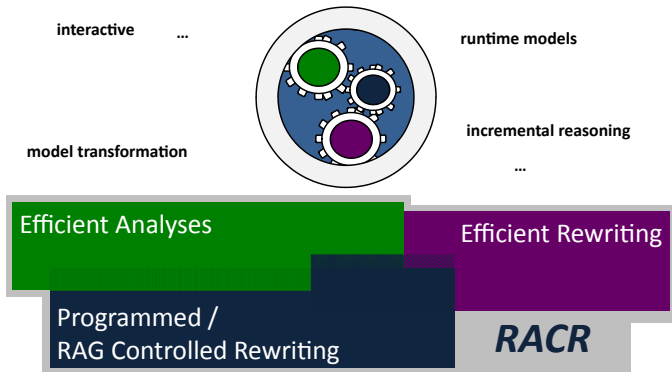 interactive ...
runtime models
incremental reasoning
model transformation
...
Efficient Analyses
Efficient Rewriting
Programmed /
RAG Controlled Rewriting
RACR